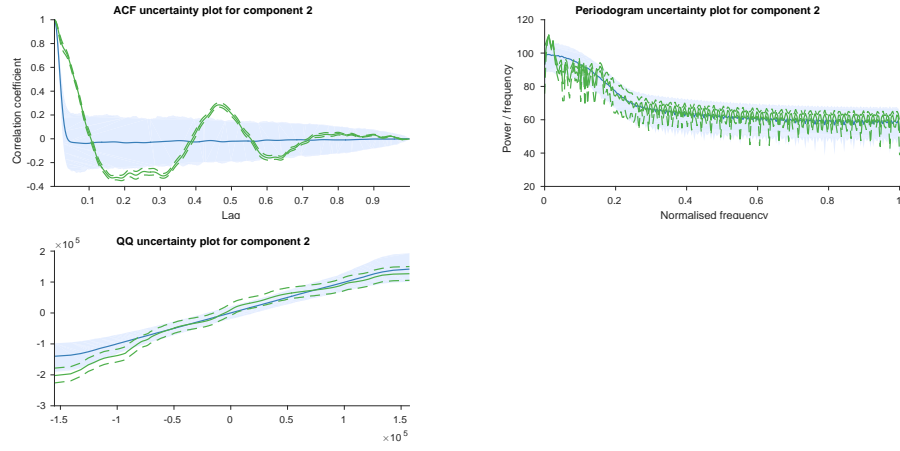 ACF uncertainty plot for component 2
Correlation coefficient
1
0.8
0.6
0.4
0.2
0
-0.2
-0.4
0.1 0.2 0.3 0.4 0.5 0.6 0.7 0.8 0.9
Lag
Periodogram uncertainty plot for component 2
Power / frequency
120
100
80
60
40
20
0 0.2 0.4 0.6 0.8 1
Normalised frequency
QQ uncertainty plot for component 2
×10^5
2
1
0
-1
-2
-3
-1.5 -1 -0.5 0 0.5 1 1.5
×10^5